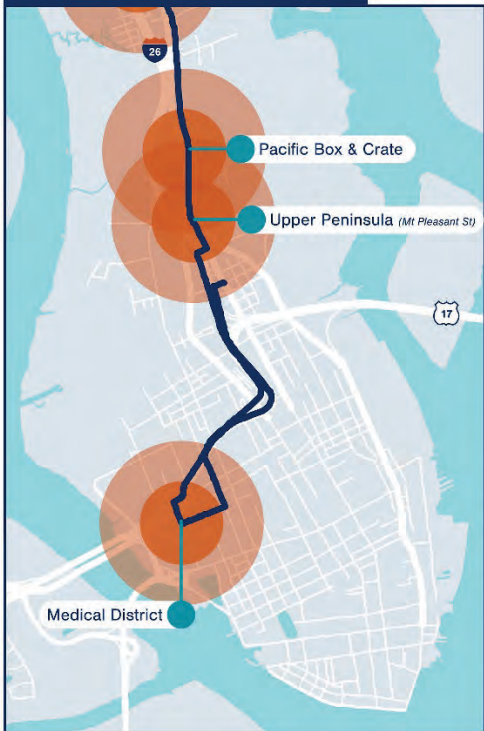 26
Pacific Box & Crate
Upper Peninsula (Mt Pleasant St)
17
Medical District